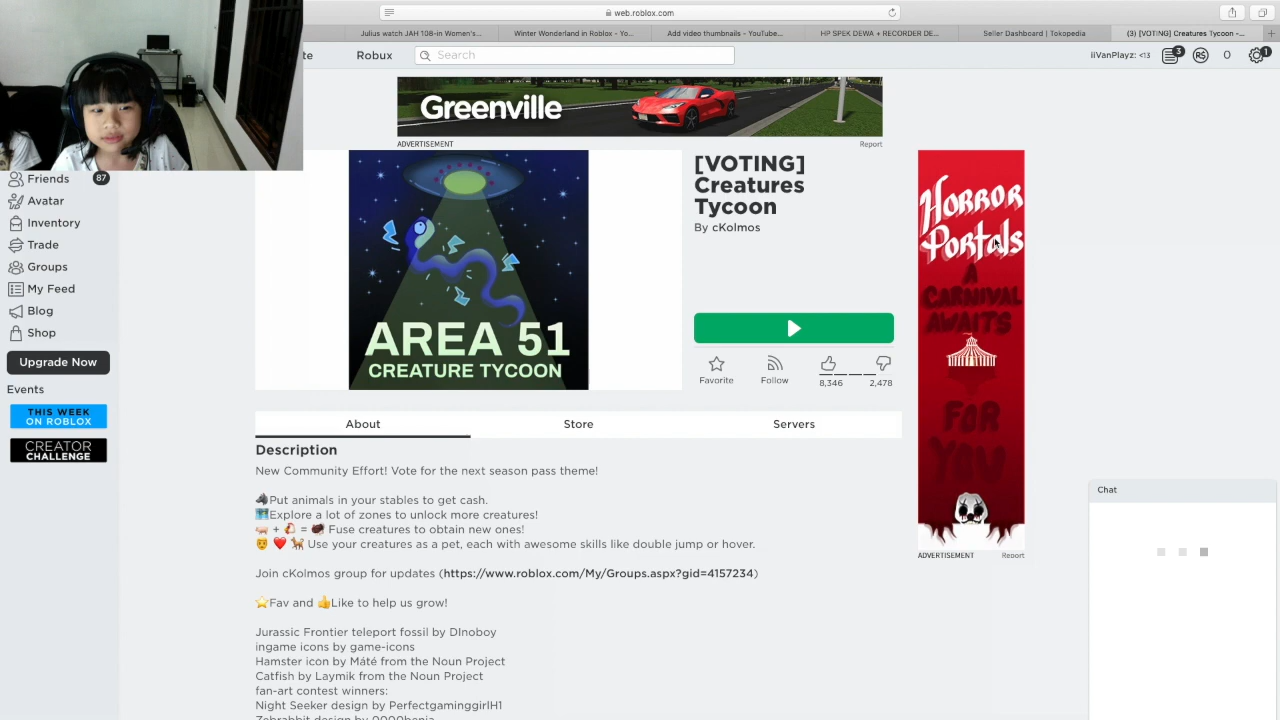 web.roblox.com
Julius watch JAH 108-in Women's...
Winter Wonderland in Roblox - Yo...
Add video thumbnails - YouTube...
HP SPEK DEWA + RECORDER DE...
Seller Dashboard | Tokopedia
(3) [VOTING] Creatures Tycoon -...
te
Robux
Search
iiVanPlayz: <13
3
0
1
Greenville
ADVERTISEMENT
Report
Friends
87
Avatar
Inventory
Trade
Groups
My Feed
Blog
Shop
Upgrade Now
Events
THIS WEEK
ON ROBLOX
CREATOR
CHALLENGE
AREA 51
CREATURE TYCOON
[VOTING]
Creatures
Tycoon
By cKolmos
Favorite
Follow
8,346
2,478
HORROR
PORTALS
A
CARNIVAL
AWAITS
FOR
YOU
ADVERTISEMENT
Report
About
Store
Servers
Description
New Community Effort! Vote for the next season pass theme!
🐴Put animals in your stables to get cash.
🗺️Explore a lot of zones to unlock more creatures!
🐖 + 🐔 = 🐗 Fuse creatures to obtain new ones!
👨 ❤️ 🐕 Use your creatures as a pet, each with awesome skills like double jump or hover.
Join cKolmos group for updates (https://www.roblox.com/My/Groups.aspx?gid=4157234)
⭐Fav and 👍Like to help us grow!
Jurassic Frontier teleport fossil by DInoboy
ingame icons by game-icons
Hamster icon by Máté from the Noun Project
Catfish by Laymik from the Noun Project
fan-art contest winners:
Night Seeker design by PerfectgaminggirlH1
Zebrabbit design by 0000benja
Chat